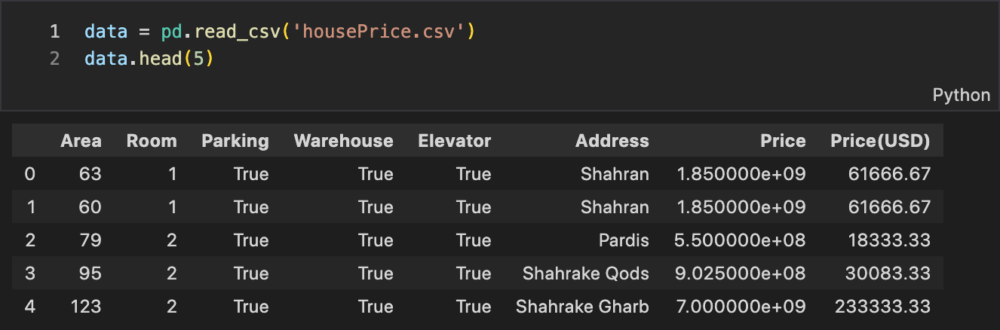 1 data = pd.read_csv('housePrice.csv')
2 data.head(5)
Python
Area Room Parking Warehouse Elevator Address Price Price(USD)
0 63 1 True True True Shahran 1.850000e+09 61666.67
1 60 1 True True True Shahran 1.850000e+09 61666.67
2 79 2 True True True Pardis 5.500000e+08 18333.33
3 95 2 True True True Shahrake Qods 9.025000e+08 30083.33
4 123 2 True True True Shahrake Gharb 7.000000e+09 233333.33